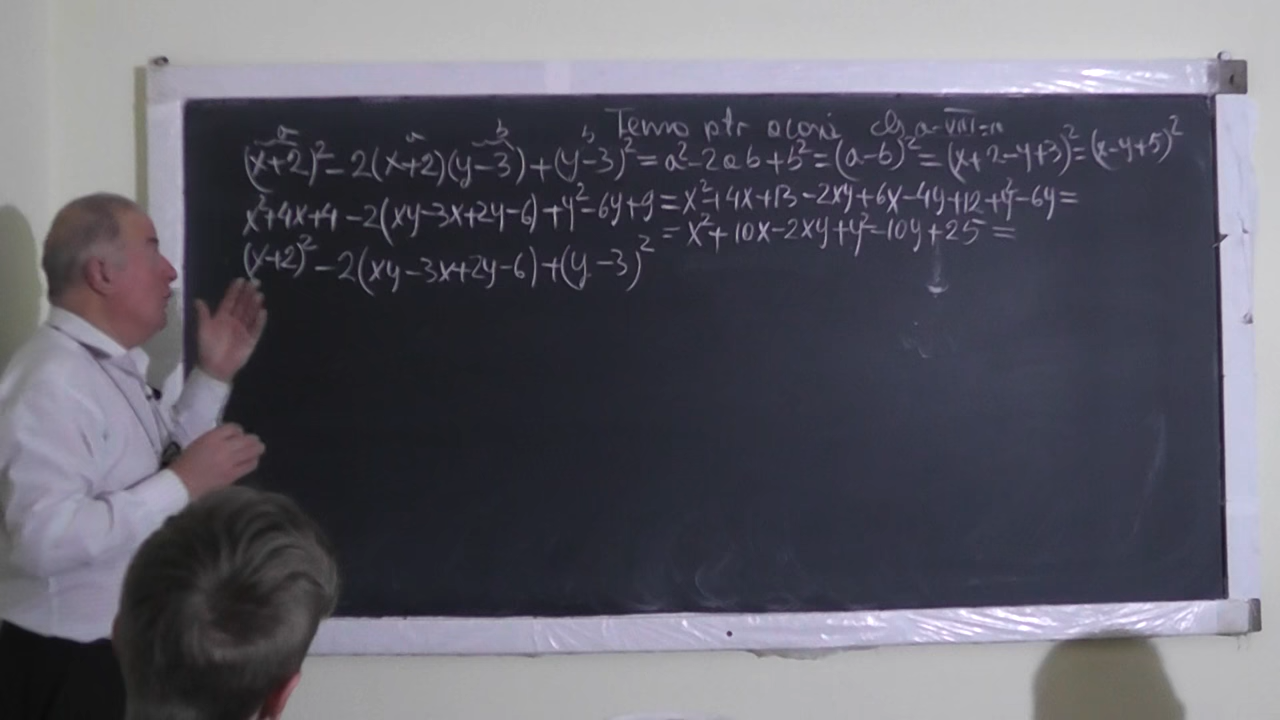 Temo ptr acasă cls a-VIII-a
a a b b
(x+2)²-2(x+2)(y-3)+(y-3)²=a²-2ab+b²=(a-b)²=(x+2-y+3)²=(x-y+5)²
x²+4x+4-2(xy-3x+2y-6)+y²-6y+9=x²+4x+13-2xy+6x-4y+12+y²-6y=
=x²+10x-2xy+y²-10y+25=
(x+2)²-2(xy-3x+2y-6)+(y-3)²